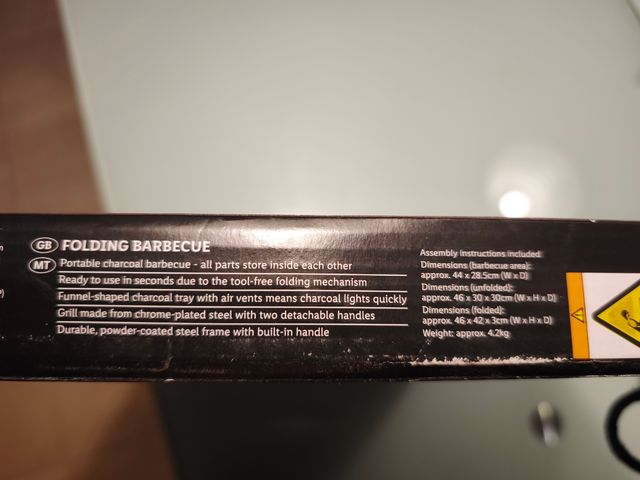 GB FOLDING BARBECUE
MT Portable charcoal barbecue - all parts store inside each other
Ready to use in seconds due to the tool-free folding mechanism
Funnel-shaped charcoal tray with air vents means charcoal lights quickly
Grill made from chrome-plated steel with two detachable handles
Durable, powder-coated steel frame with built-in handle
Assembly instructions included
Dimensions (barbecue area):
approx. 44 x 28.5cm (W x D)
Dimensions (unfolded):
approx. 46 x 30 x 30cm (W x H x D)
Dimensions (folded):
approx. 46 x 42 x 3cm (W x H x D)
Weight: approx. 4.2kg